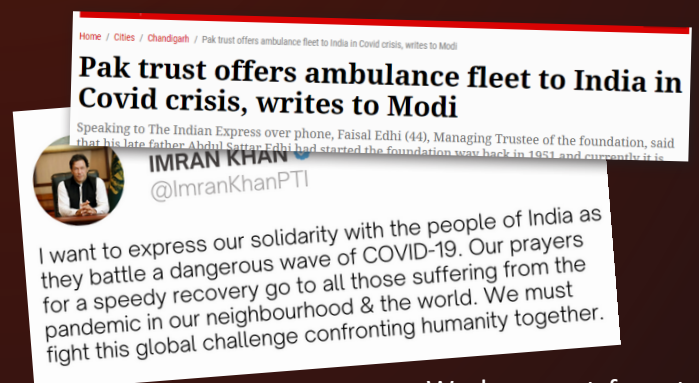 Home / Cities / Chandigarh / Pak trust offers ambulance fleet to India in Covid crisis, writes to Modi
Pak trust offers ambulance fleet to India in
Covid crisis, writes to Modi
Speaking to The Indian Express over phone, Faisal Edhi (44), Managing Trustee of the foundation, said
that his late father Abdul Sattar Edhi had started the foundation way back in 1951 and currently it is
IMRAN KHAN
@ImranKhanPTI
I want to express our solidarity with the people of India as
they battle a dangerous wave of COVID-19. Our prayers
for a speedy recovery go to all those suffering from the
pandemic in our neighbourhood & the world. We must
fight this global challenge confronting humanity together.